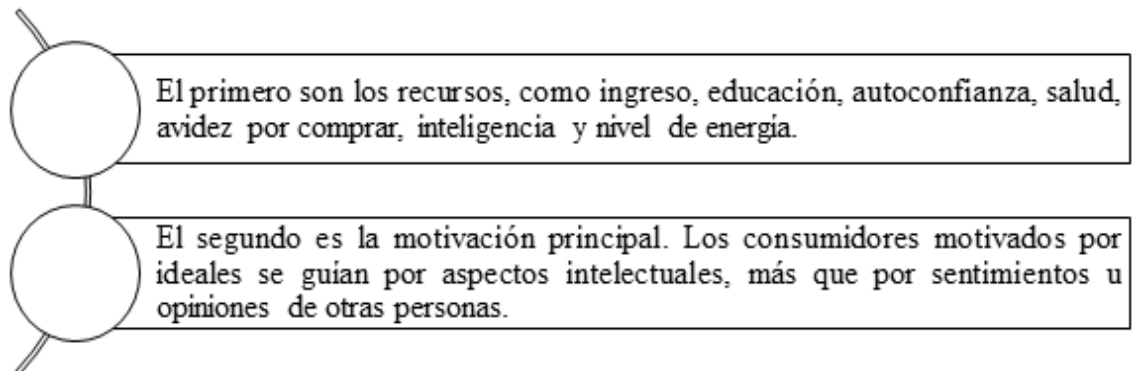 El primero son los recursos, como ingreso, educación, autoconfianza, salud,
avidez por comprar, inteligencia y nivel de energía.
El segundo es la motivación principal. Los consumidores motivados por
ideales se guían por aspectos intelectuales, más que por sentimientos u
opiniones de otras personas.